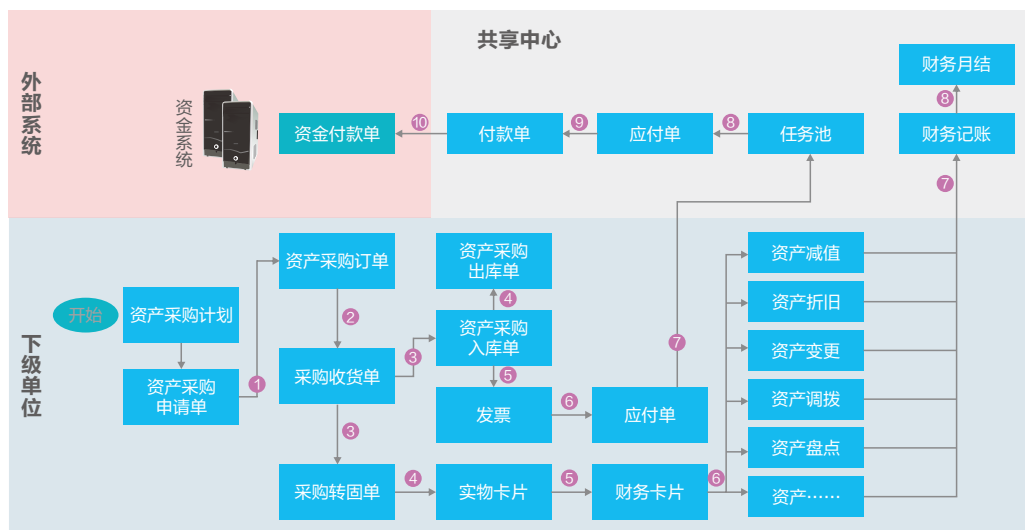 共享中心
外部系统
资金系统
资金付款单
⑩
付款单
⑨
应付单
⑧
任务池
财务月结
⑧
财务记账
⑦
下级单位
开始
资产采购计划
资产采购
申请单
①
资产采购订单
②
采购收货单
③
③
采购转固单
④
资产采购
出库单
④
资产采购
入库单
⑤
发票
⑥
应付单
⑦
实物卡片
⑤
财务卡片
⑥
资产减值
资产折旧
资产变更
资产调拨
资产盘点
资产……